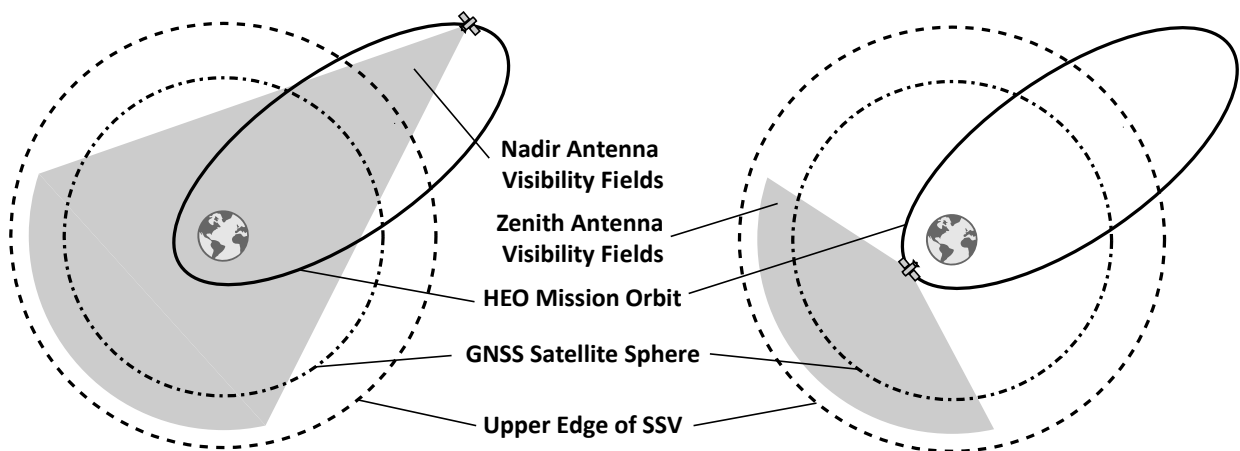 Nadir Antenna
Visibility Fields
Zenith Antenna
Visibility Fields
HEO Mission Orbit
GNSS Satellite Sphere
Upper Edge of SSV